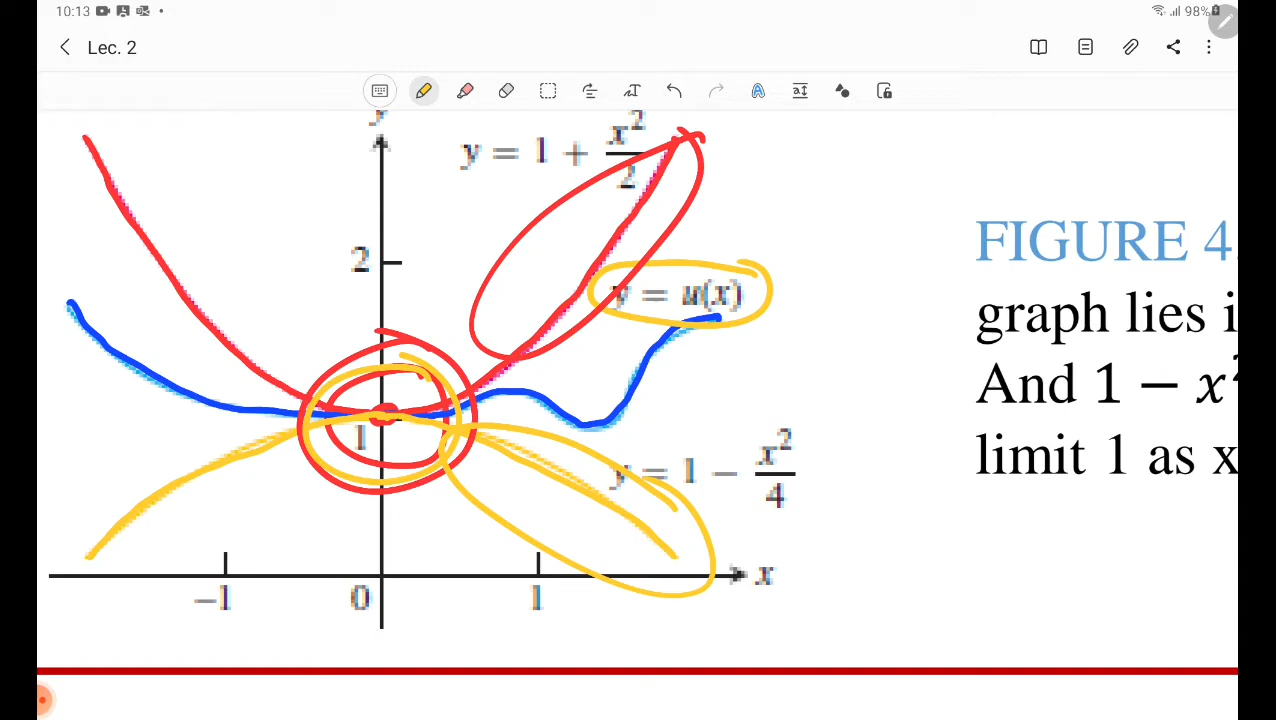 10:13
98%
Lec. 2
y
y = 1 + x²/2
2
y = u(x)
1
y = 1 − x²/4
−1 0 1 x
FIGURE 4
graph lies i
And 1 − x²
limit 1 as x